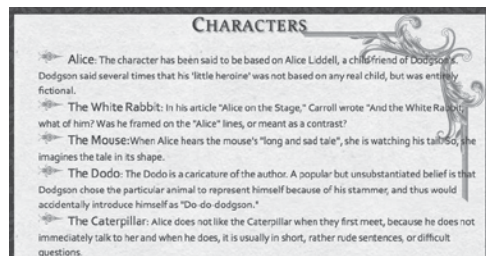 CHARACTERS
Alice: The character has been said to be based on Alice Liddell, a child friend of Dodgson's.
Dodgson said several times that his 'little heroine' was not based on any real child, but was entirely
fictional.
The White Rabbit: In his article "Alice on the Stage," Carroll wrote "And the White Rabbit,
what of him? Was he framed on the "Alice" lines, or meant as a contrast?
The Mouse:When Alice hears the mouse's "long and sad tale", she is watching his tail. So, she
imagines the tale in its shape.
The Dodo: The Dodo is a caricature of the author. A popular but unsubstantiated belief is that
Dodgson chose the particular animal to represent himself because of his stammer, and thus would
accidentally introduce himself as "Do-do-dodgson."
The Caterpillar: Alice does not like the Caterpillar when they first meet, because he does not
immediately talk to her and when he does, it is usually in short, rather rude sentences, or difficult
questions.